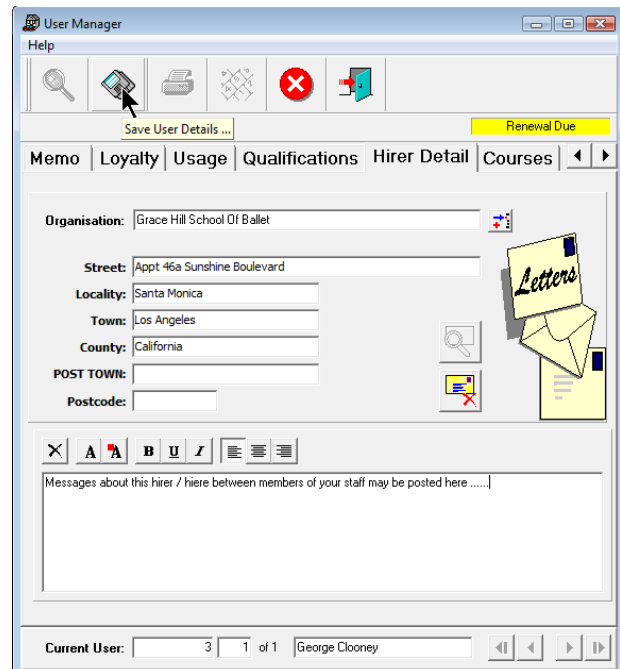 User Manager
Help
Save User Details ...
Renewal Due
Memo Loyalty Usage Qualifications Hirer Detail Courses
Organisation: Grace Hill School Of Ballet
Street: Appt 46a Sunshine Boulevard
Letters
Locality: Santa Monica
Town: Los Angeles
County: California
POST TOWN:
Postcode:
A A B U I
Messages about this hirer / hiere between members of your staff may be posted here ......
Current User: 3 1 of 1 George Clooney